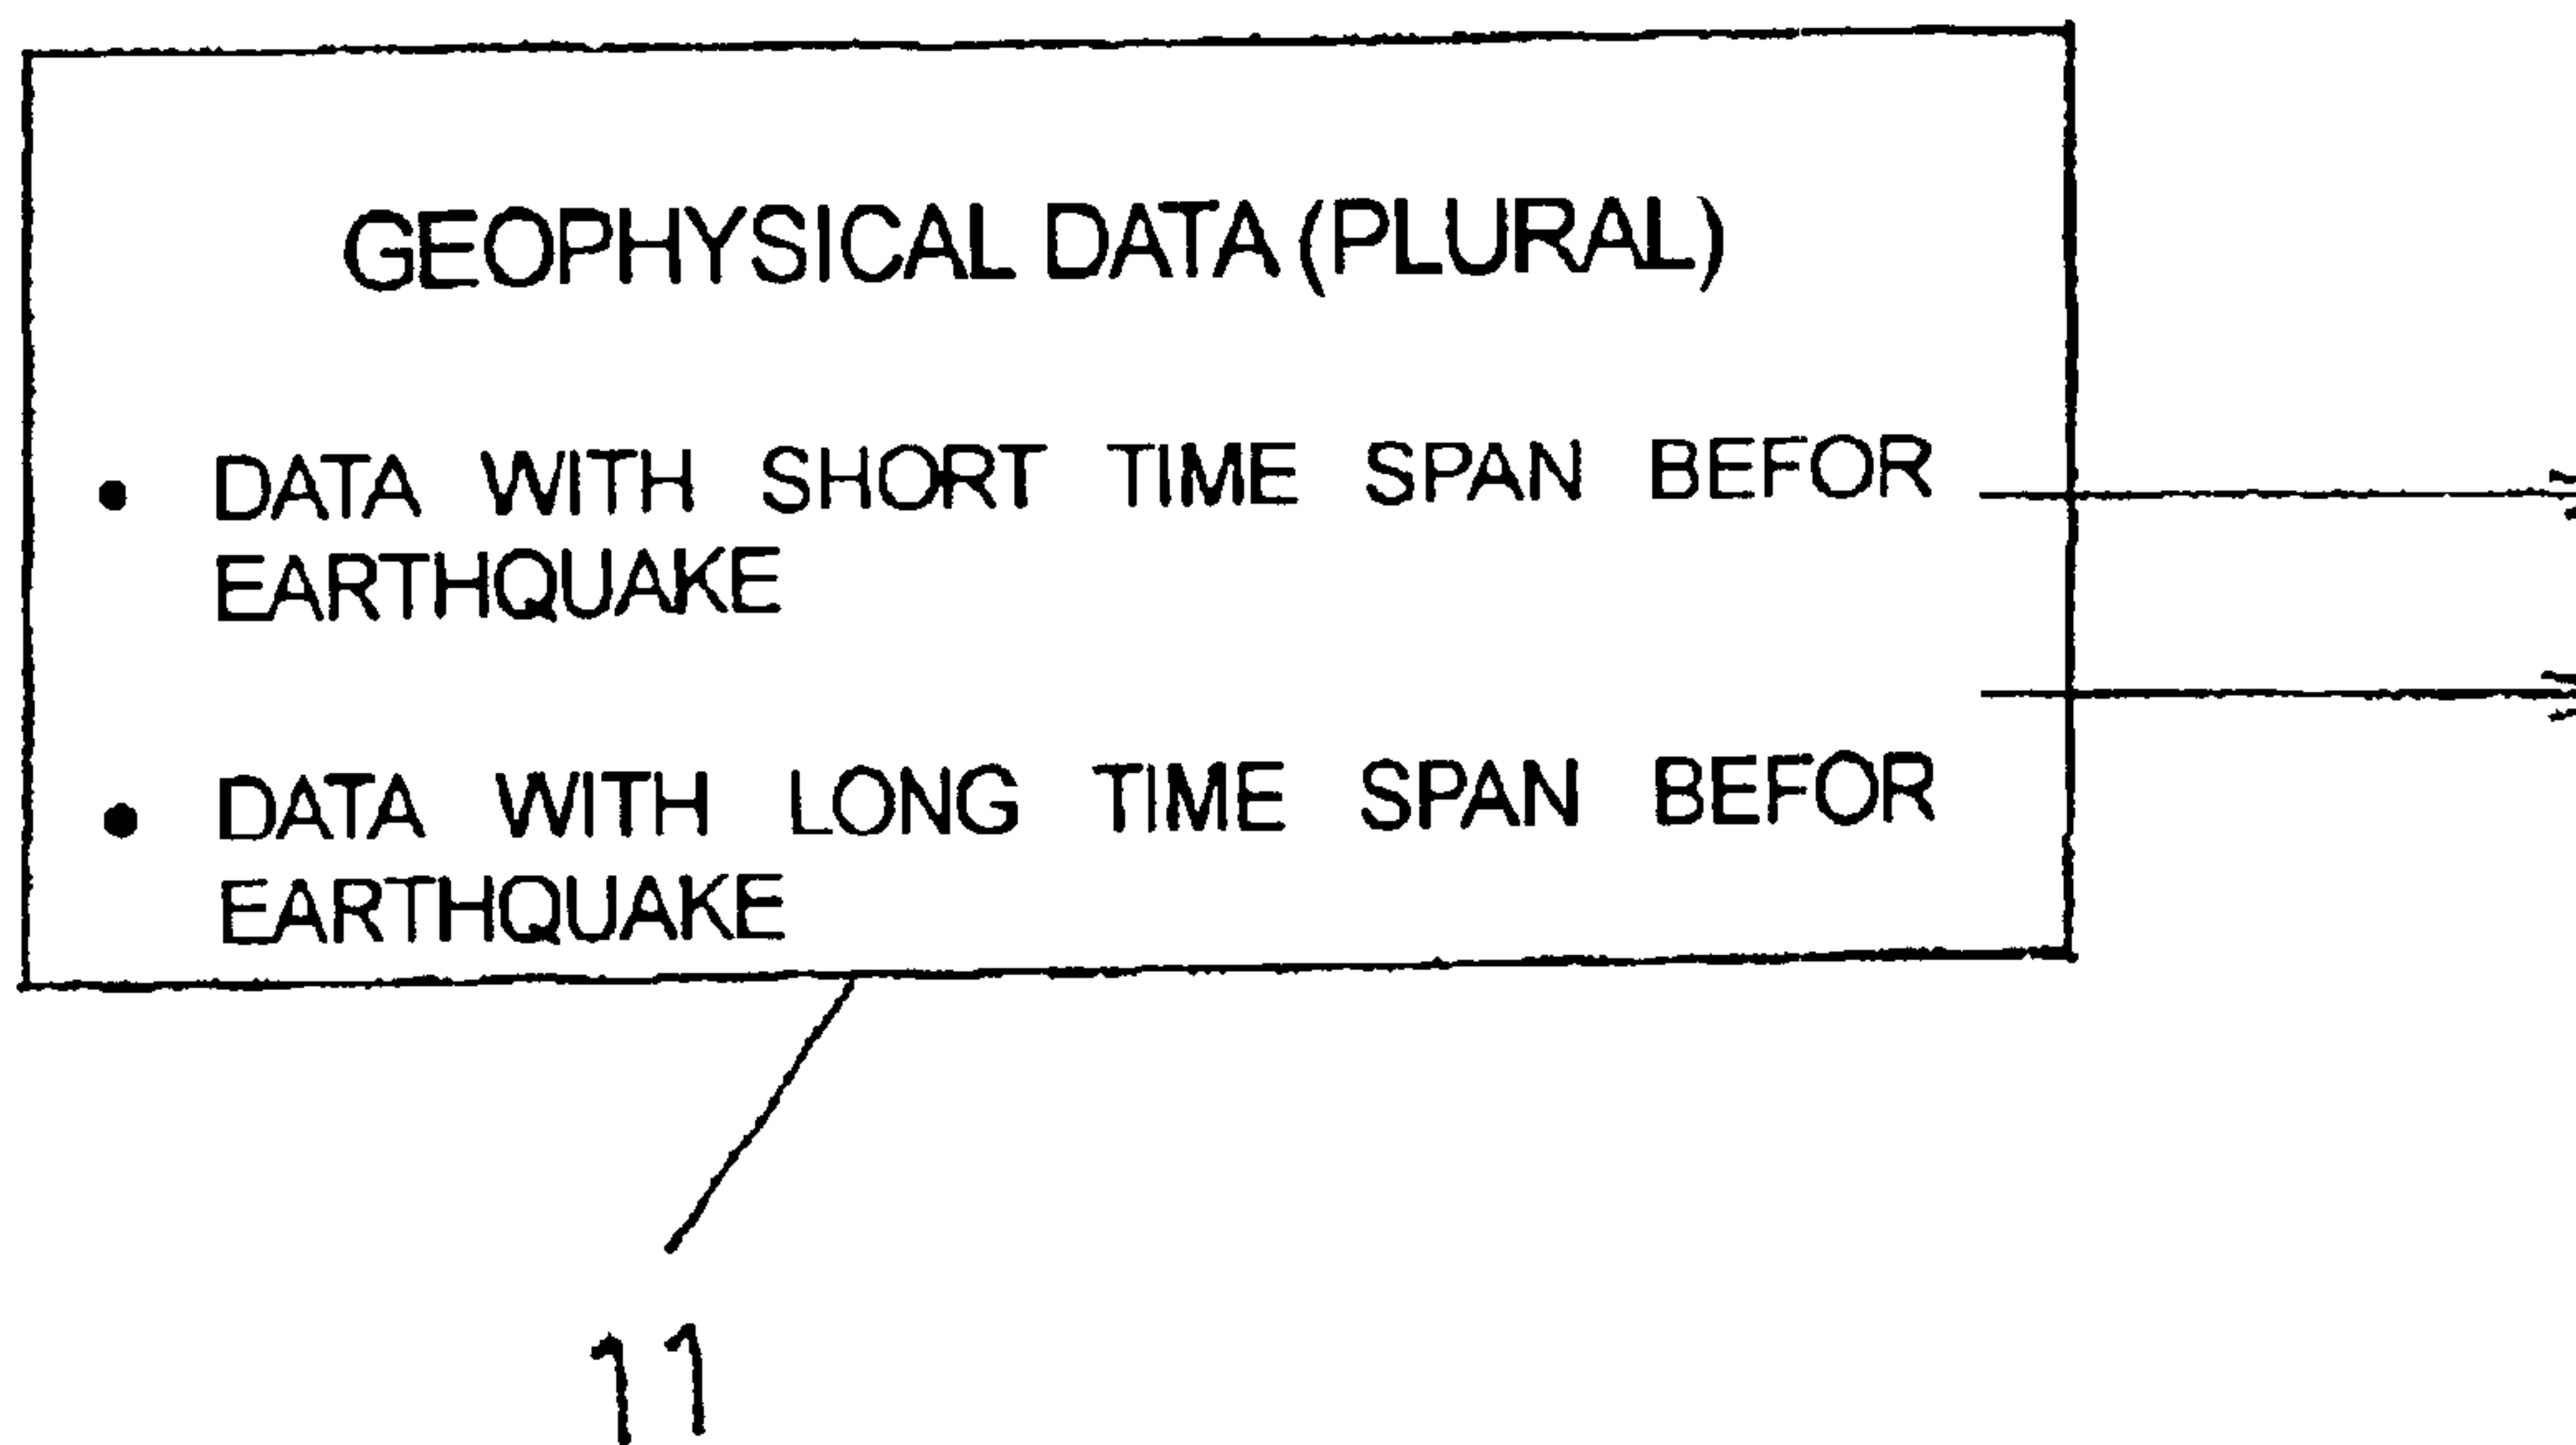 GEOPHYSICAL DATA (PLURAL)
• DATA WITH SHORT TIME SPAN BEFOR
EARTHQUAKE
• DATA WITH LONG TIME SPAN BEFOR
EARTHQUAKE
11